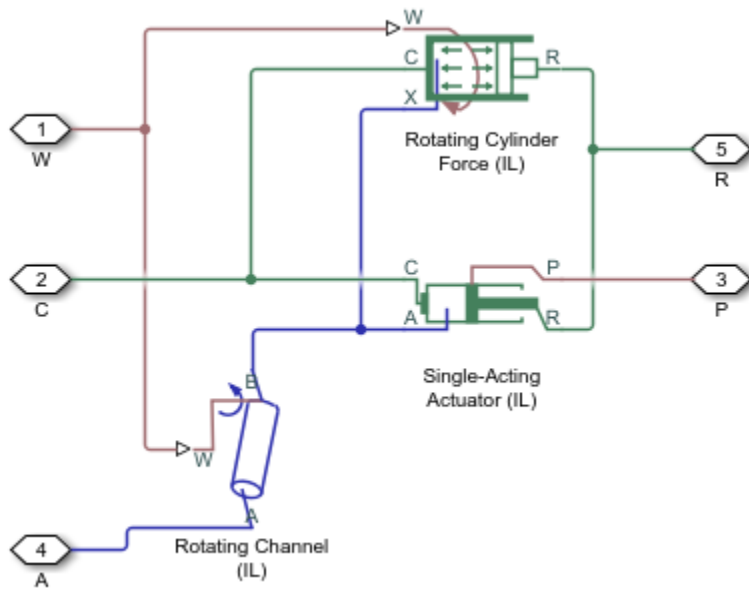 W
C
R
X
1
W
Rotating Cylinder
Force (IL)
5
R
2
C
C
P
3
P
A
R
Single-Acting
Actuator (IL)
B
W
A
4
A
Rotating Channel
(IL)